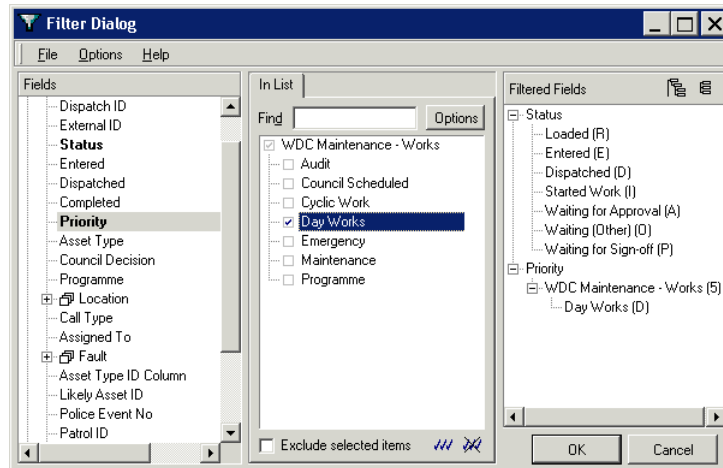 Filter Dialog
File Options Help
Fields
Dispatch ID
External ID
Status
Entered
Dispatched
Completed
Priority
Asset Type
Council Decision
Programme
Location
Call Type
Assigned To
Fault
Asset Type ID Column
Likely Asset ID
Police Event No
Patrol ID
In List
Find Options
WDC Maintenance - Works
Audit
Council Scheduled
Cyclic Work
Day Works
Emergency
Maintenance
Programme
Exclude selected items
Filtered Fields
Status
Loaded (R)
Entered (E)
Dispatched (D)
Started Work (I)
Waiting for Approval (A)
Waiting (Other) (O)
Waiting for Sign-off (P)
Priority
WDC Maintenance - Works (5)
Day Works (D)
OK Cancel